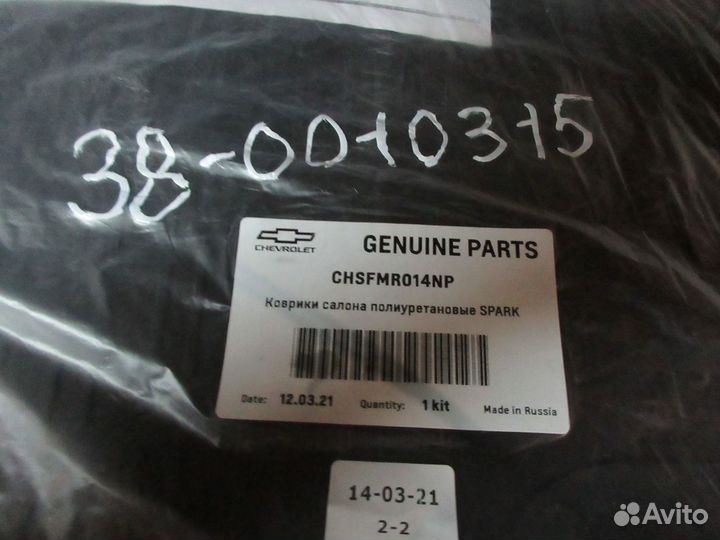 38-0010315
CHEVROLET
GENUINE PARTS
CHSFMR014NP
Коврики салона полиуретановые SPARK
Date: 12.03.21 Quantity: 1 kit Made in Russia
14-03-21
2-2
Avito